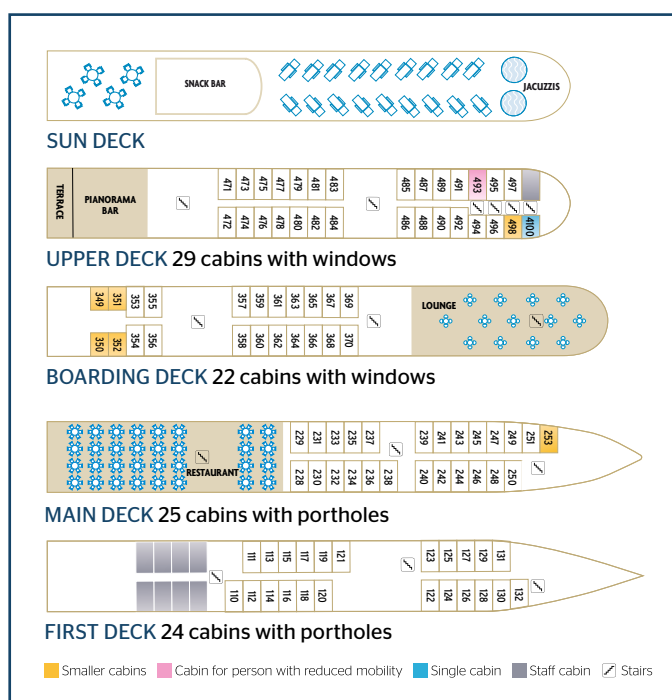 SNACK BAR
JACUZZIS
SUN DECK
TERRACE
PIANORAMA
BAR
471 473 475 477 479 481 483 485 487 489 491 493 495 497
472 474 476 478 480 482 484 486 488 490 492 494 496 498 4100
UPPER DECK 29 cabins with windows
349 351 353 355 357 359 361 363 365 367 369
LOUNGE
350 352 354 356 358 360 362 364 366 368 370
BOARDING DECK 22 cabins with windows
229 231 233 235 237 239 241 243 245 247 249 251 253
RESTAURANT
228 230 232 234 236 238 240 242 244 246 248 250
MAIN DECK 25 cabins with portholes
111 113 115 117 119 121 123 125 127 129 131
110 112 114 116 118 120 122 124 126 128 130 132
FIRST DECK 24 cabins with portholes
Smaller cabins Cabin for person with reduced mobility Single cabin Staff cabin Stairs